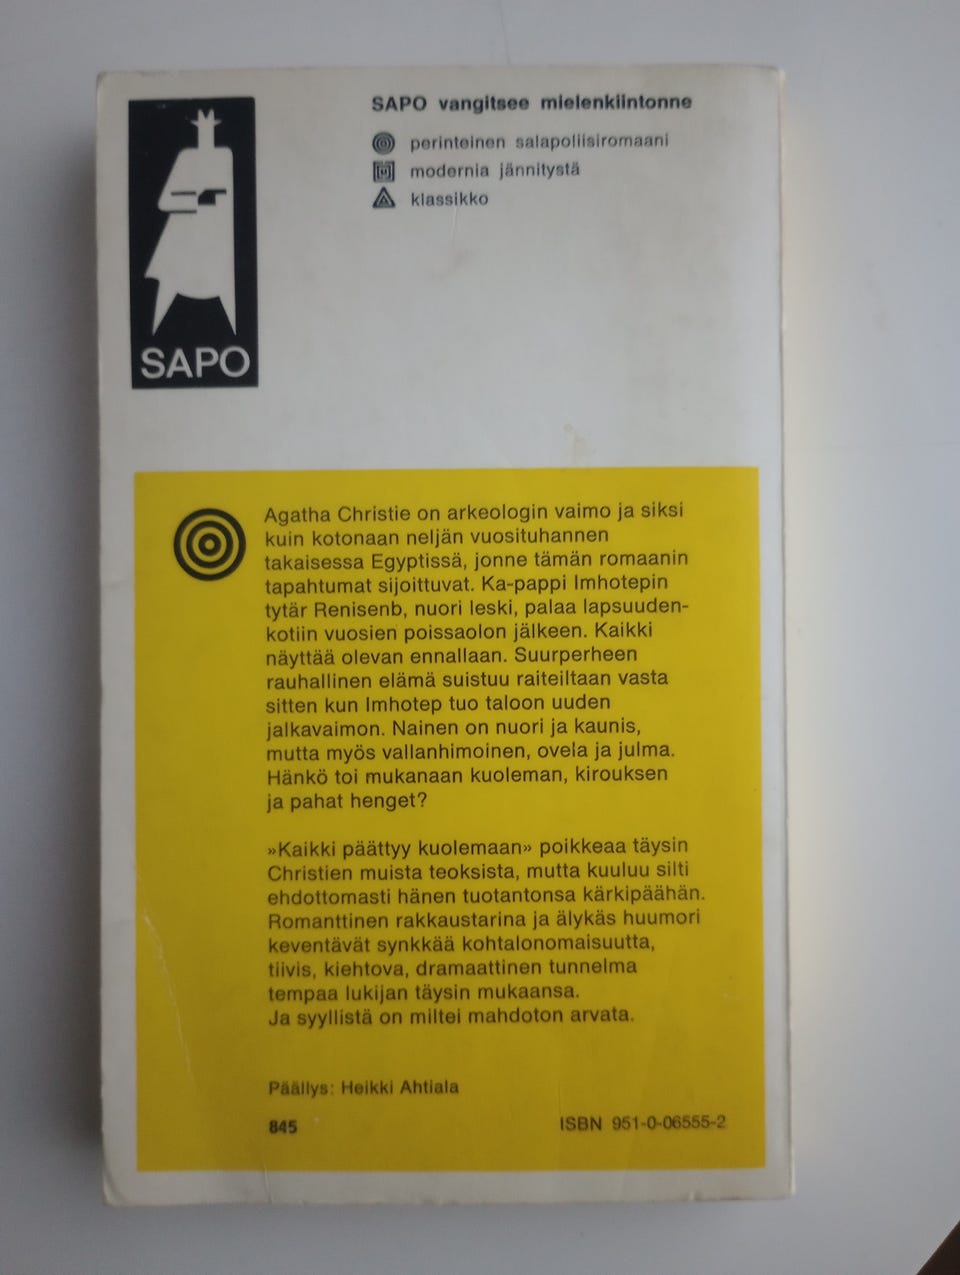 SAPO
SAPO vangitsee mielenkiintonne
perinteinen salapoliisiromaani
modernia jännitystä
klassikko
Agatha Christie on arkeologin vaimo ja siksi
kuin kotonaan neljän vuosituhannen
takaisessa Egyptissä, jonne tämän romaanin
tapahtumat sijoittuvat. Ka-pappi Imhotepin
tytär Renisenb, nuori leski, palaa lapsuuden-
kotiin vuosien poissaolon jälkeen. Kaikki
näyttää olevan ennallaan. Suurperheen
rauhallinen elämä suistuu raiteiltaan vasta
sitten kun Imhotep tuo taloon uuden
jalkavaimon. Nainen on nuori ja kaunis,
mutta myös vallanhimoinen, ovela ja julma.
Hänkö toi mukanaan kuoleman, kirouksen
ja pahat henget?
»Kaikki päättyy kuolemaan» poikkeaa täysin
Christien muista teoksista, mutta kuuluu silti
ehdottomasti hänen tuotantonsa kärkipäähän.
Romanttinen rakkaustarina ja älykäs huumori
keventävät synkkää kohtalonomaisuutta,
tiivis, kiehtova, dramaattinen tunnelma
tempaa lukijan täysin mukaansa.
Ja syyllistä on miltei mahdoton arvata.
Päällys: Heikki Ahtiala
845
ISBN 951-0-06555-2